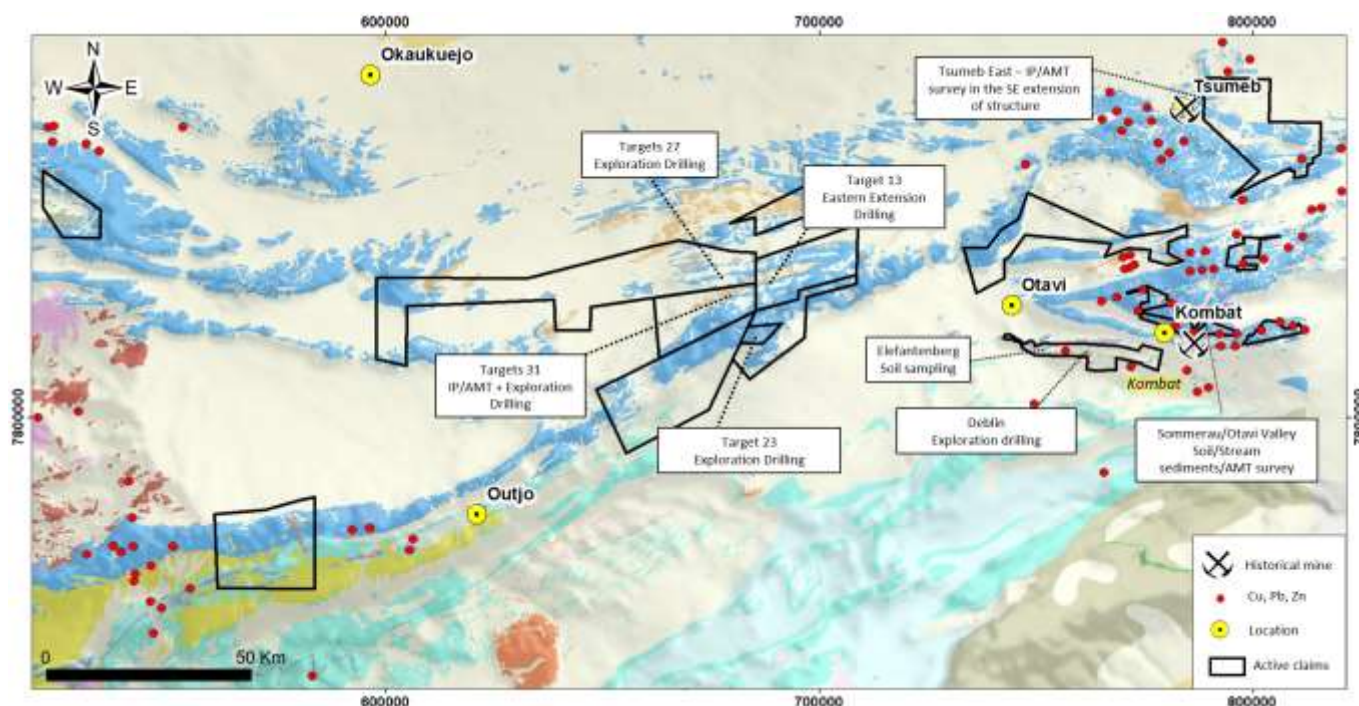 600000
700000
800000
Okaukuejo
N
W E
S
Tsumeb East – IP/AMT
survey in the SE extension
of structure
Tsumeb
Targets 27
Exploration Drilling
Target 13
Eastern Extension
Drilling
Otavi
Kombat
Elefantenberg
Soil sampling
Kombat
Targets 31
IP/AMT + Exploration
Drilling
7800000
Deblin
Exploration drilling
Target 23
Exploration Drilling
Sommerau/Otavi Valley
Soil/Stream
sediments/AMT survey
Outjo
Historical mine
Cu, Pb, Zn
Location
Active claims
0 50 Km
600000
700000
800000